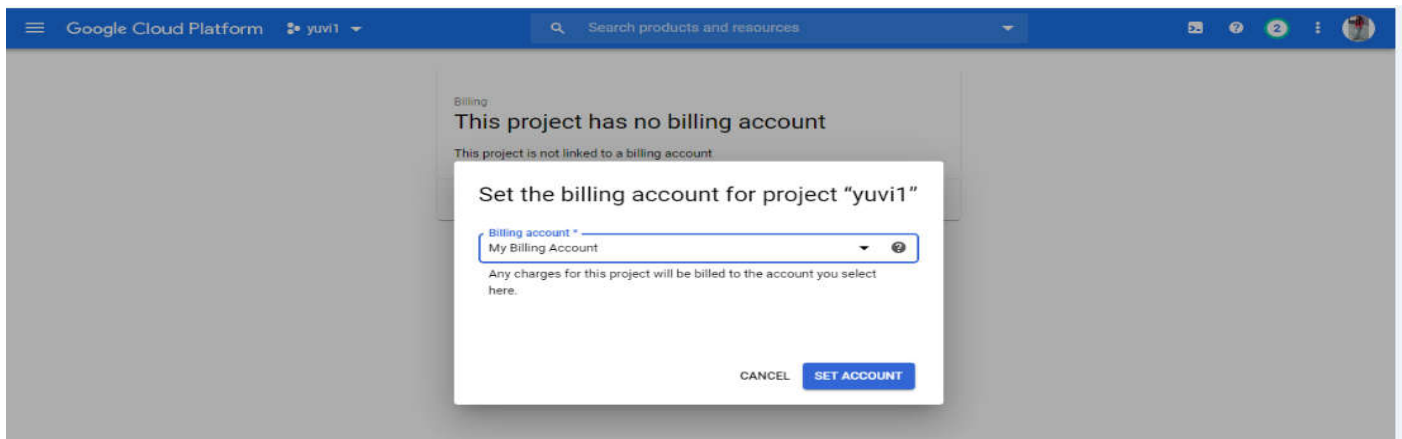 Google Cloud Platform yuvi1 Search products and resources 2
Billing
This project has no billing account
This project is not linked to a billing account
Set the billing account for project “yuvi1”
Billing account *
My Billing Account
Any charges for this project will be billed to the account you select
here.
CANCEL SET ACCOUNT